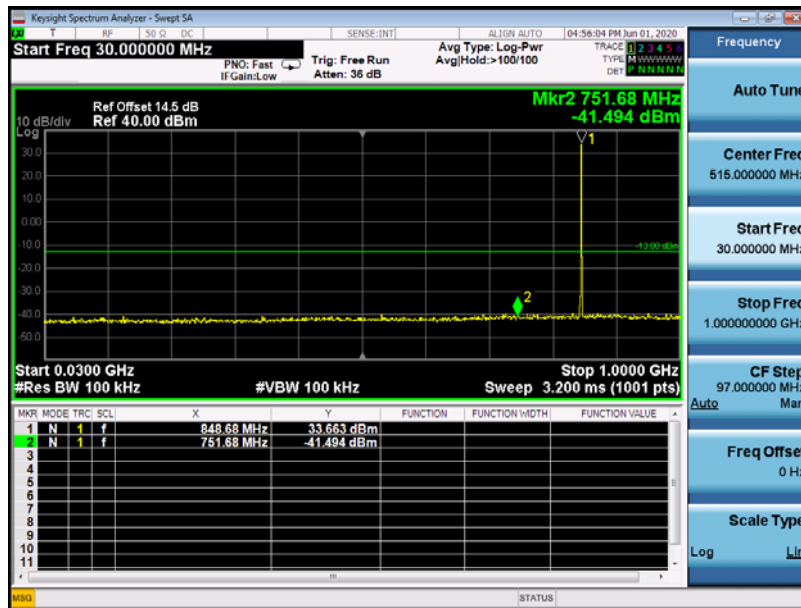 Keysight Spectrum Analyzer - Swept SA
T RF 50 Ω DC SENSE:INT ALIGN AUTO 04:56:04 PM Jun 01, 2020
Start Freq 30.000000 MHz
PNO: Fast
IFGain:Low
Trig: Free Run
Atten: 36 dB
Avg Type: Log-Pwr
Avg|Hold:>100/100
TRACE 1 2 3 4 5 6
TYPE M W W W W W
DET P N N N N N
Mkr2 751.68 MHz
-41.494 dBm
Ref Offset 14.5 dB
Ref 40.00 dBm
10 dB/div
Log
30.0
20.0
10.0
0.00
-10.0
-20.0
-30.0
-40.0
-50.0
1
2
-13.00 dBm
Start 0.0300 GHz
Stop 1.0000 GHz
#Res BW 100 kHz
#VBW 100 kHz
Sweep 3.200 ms (1001 pts)
MKR MODE TRC SCL X Y FUNCTION FUNCTION WIDTH FUNCTION VALUE
1 N 1 f 848.68 MHz 33.663 dBm
2 N 1 f 751.68 MHz -41.494 dBm
3
4
5
6
7
8
9
10
11
MSG
STATUS
Frequency
Auto Tune
Center Freq
515.000000 MHz
Start Freq
30.000000 MHz
Stop Freq
1.000000000 GHz
CF Step
97.000000 MHz
Auto Man
Freq Offset
0 Hz
Scale Type
Log Lin